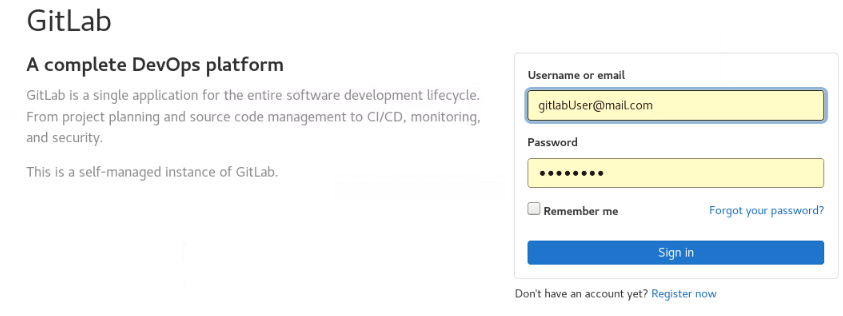 GitLab
A complete DevOps platform
GitLab is a single application for the entire software development lifecycle.
From project planning and source code management to CI/CD, monitoring,
and security.
This is a self-managed instance of GitLab.
Username or email
gitlabUser@mail.com
Password
••••••••
Remember me
Forgot your password?
Sign in
Don't have an account yet? Register now